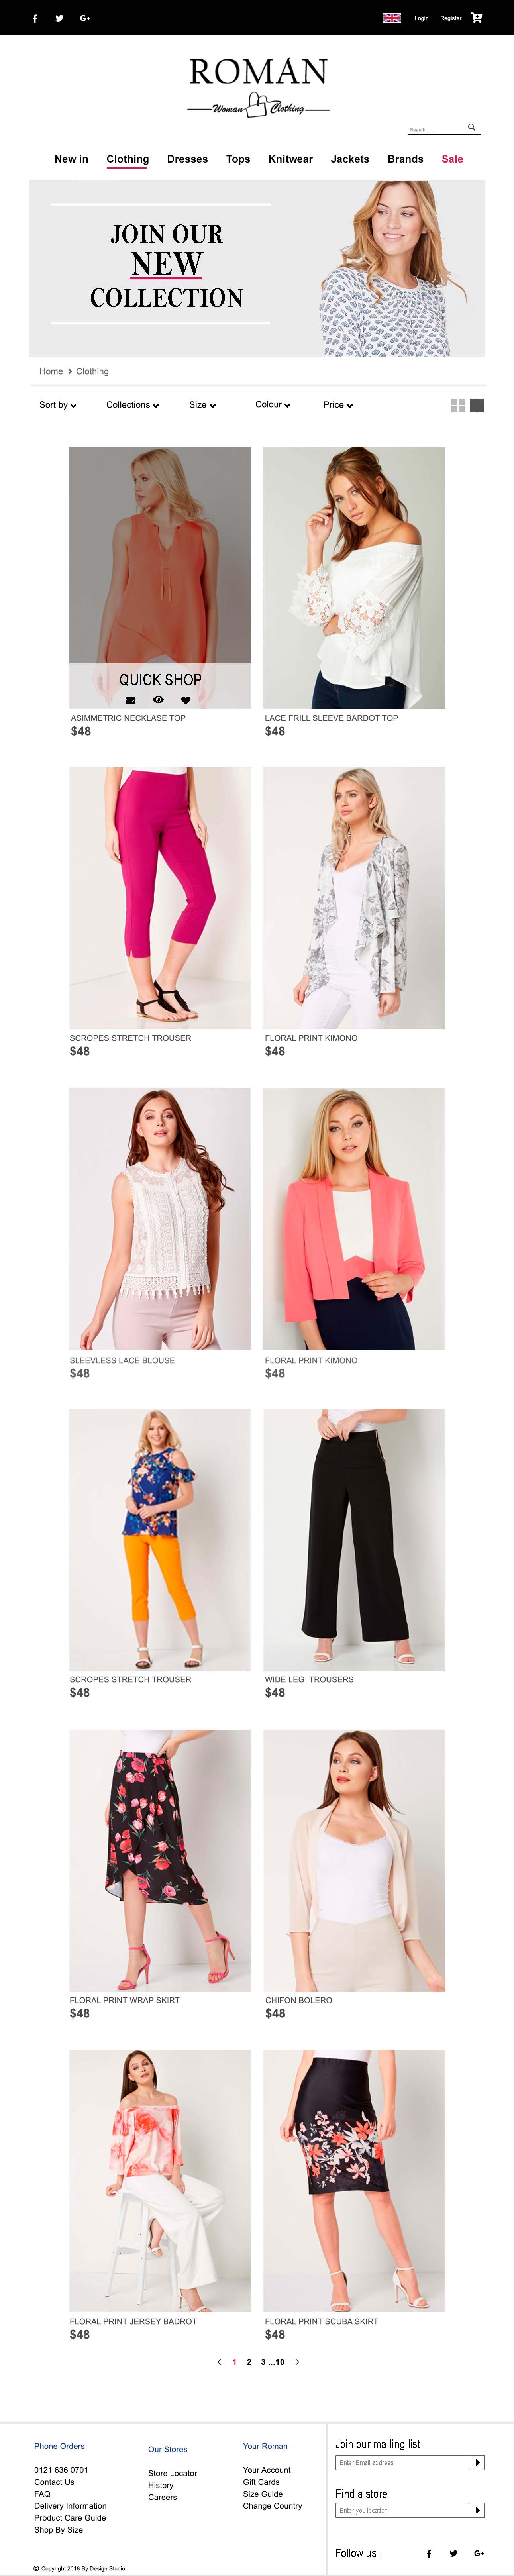 G+
Login Register
ROMAN
Woman Clothing
Search ...
New in Clothing Dresses Tops Knitwear Jackets Brands Sale
JOIN OUR
NEW
COLLECTION
Home > Clothing
Sort by Collections Size Colour Price
QUICK SHOP
ASIMMETRIC NECKLASE TOP
$48
LACE FRILL SLEEVE BARDOT TOP
$48
SCROPES STRETCH TROUSER
$48
FLORAL PRINT KIMONO
$48
SLEEVLESS LACE BLOUSE
$48
FLORAL PRINT KIMONO
$48
SCROPES STRETCH TROUSER
$48
WIDE LEG TROUSERS
$48
FLORAL PRINT WRAP SKIRT
$48
CHIFON BOLERO
$48
FLORAL PRINT JERSEY BADROT
$48
FLORAL PRINT SCUBA SKIRT
$48
← 1 2 3 ...10 →
Phone Orders
0121 636 0701
Contact Us
FAQ
Delivery Information
Product Care Guide
Shop By Size
Our Stores
Store Locator
History
Careers
Your Roman
Your Account
Gift Cards
Size Guide
Change Country
Join our mailing list
Enter Email address
Find a store
Enter you location
Follow us !
G+
© Copyright 2018 By Design Studio